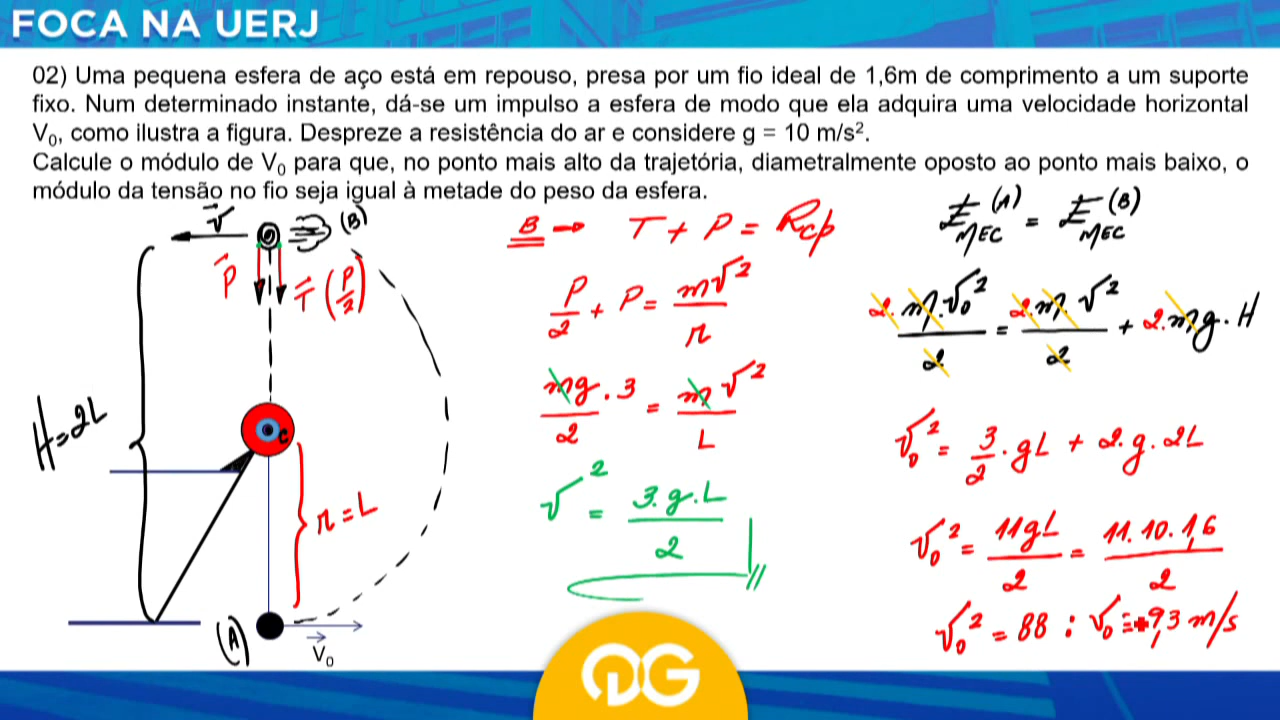 FOCA NA UERJ
02) Uma pequena esfera de aço está em repouso, presa por um fio ideal de 1,6m de comprimento a um suporte
fixo. Num determinado instante, dá-se um impulso a esfera de modo que ela adquira uma velocidade horizontal
V₀, como ilustra a figura. Despreze a resistência do ar e considere g = 10 m/s².
Calcule o módulo de V₀ para que, no ponto mais alto da trajetória, diametralmente oposto ao ponto mais baixo, o
módulo da tensão no fio seja igual à metade do peso da esfera.
V (B)
P T (P/2)
H=2L
C
r=L
(A)
V₀
B → T + P = Rcp
P/2 + P = mv²/r
mg.3/2 = mv²/L
v² = 3.g.L/2
E MEC (A) = E MEC (B)
2.m.v₀²/2 = 2.m.v²/2 + 2.mg.H
v₀² = 3/2.gL + 2.g.2L
v₀² = 11gL/2 = 11.10.1,6/2
v₀² = 88 : v₀ = 9,3 m/s
QG